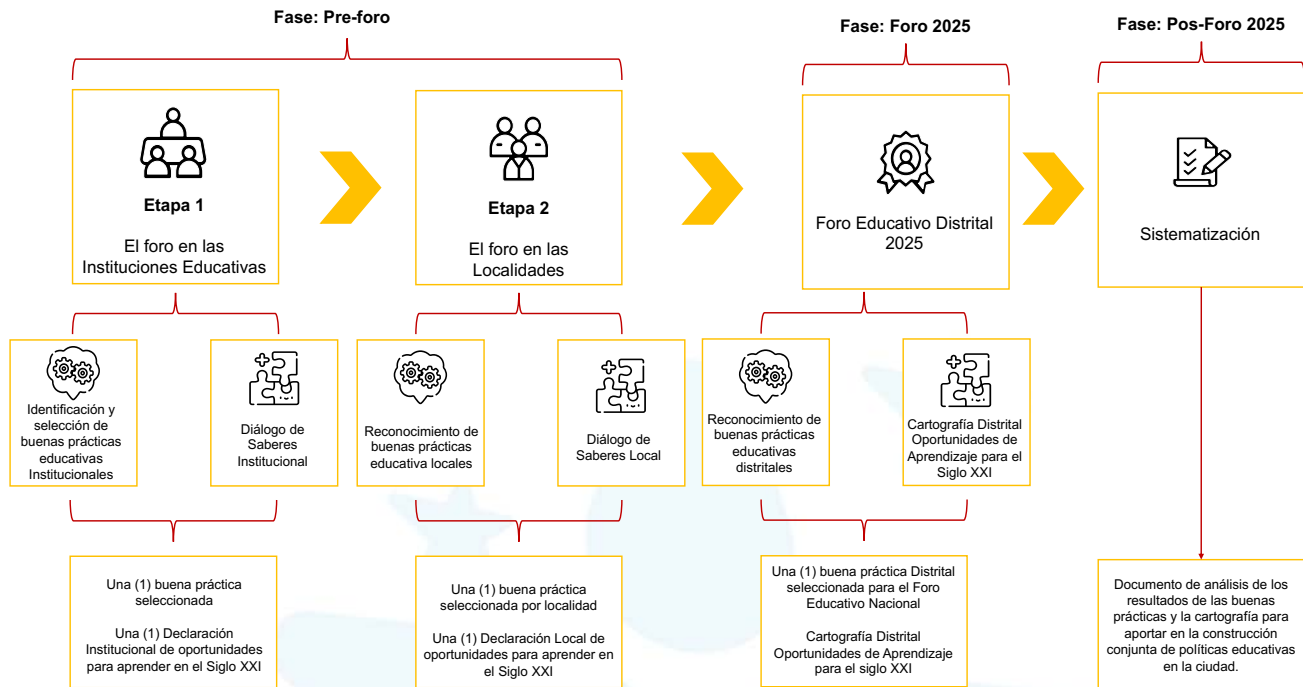 Fase: Pre-foro
Fase: Foro 2025
Fase: Pos-Foro 2025
Etapa 1
El foro en las
Instituciones Educativas
Etapa 2
El foro en las
Localidades
Foro Educativo Distrital
2025
Sistematización
Identificación y
selección de
buenas prácticas
educativas
Institucionales
Diálogo de
Saberes
Institucional
Reconocimiento de
buenas prácticas
educativa locales
Diálogo de
Saberes Local
Reconocimiento de
buenas prácticas
educativas
distritales
Cartografía Distrital
Oportunidades de
Aprendizaje para el
Siglo XXI
Una (1) buena práctica
seleccionada
Una (1) Declaración
Institucional de oportunidades
para aprender en el Siglo XXI
Una (1) buena práctica
seleccionada por localidad
Una (1) Declaración Local de
oportunidades para aprender en
el Siglo XXI
Una (1) buena práctica Distrital
seleccionada para el Foro
Educativo Nacional
Cartografía Distrital
Oportunidades de Aprendizaje
para el siglo XXI
Documento de análisis de los
resultados de las buenas
prácticas y la cartografía para
aportar en la construcción
conjunta de políticas educativas
en la ciudad.